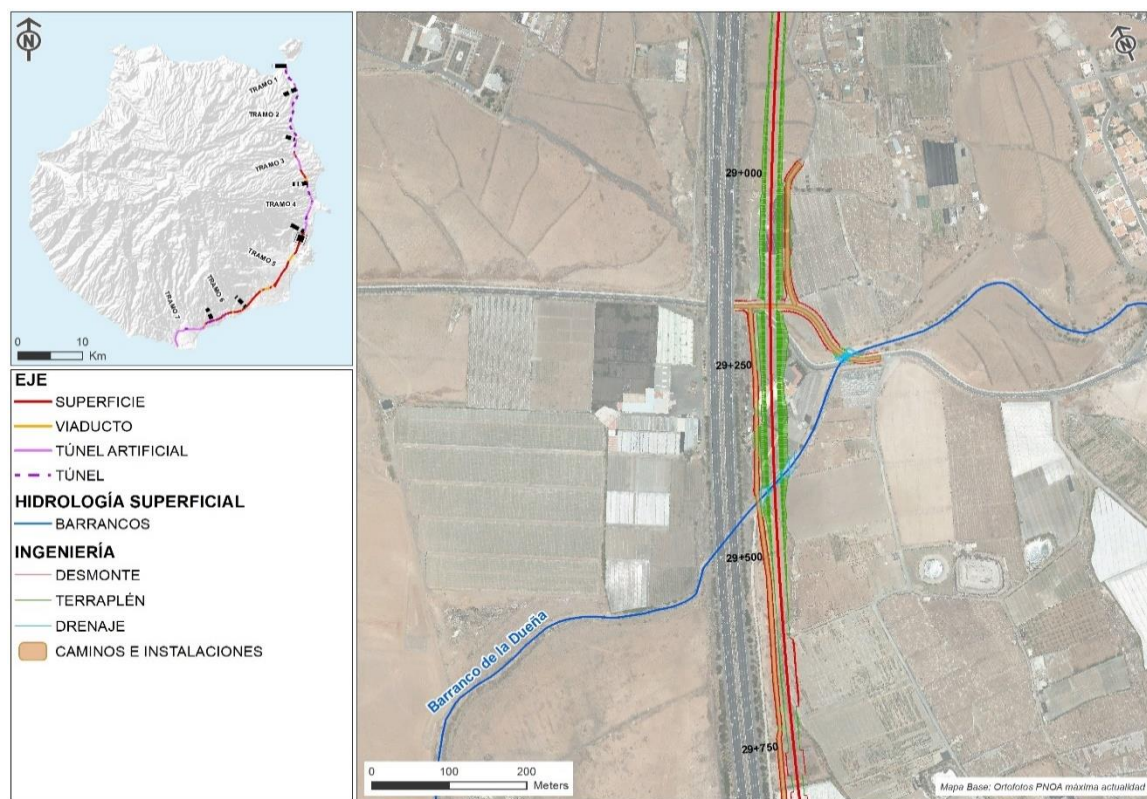 N
TRAMO 1
TRAMO 2
TRAMO 3
TRAMO 4
TRAMO 5
TRAMO 6
TRAMO 7
0 10
Km
EJE
SUPERFICIE
VIADUCTO
TÚNEL ARTIFICIAL
TÚNEL
HIDROLOGÍA SUPERFICIAL
BARRANCOS
INGENIERÍA
DESMONTE
TERRAPLÉN
DRENAJE
CAMINOS E INSTALACIONES
N
29+000
29+250
29+500
Barranco de la Dueña
29+750
0 100 200
Meters
Mapa Base: Ortofotos PNOA máxima actualidad